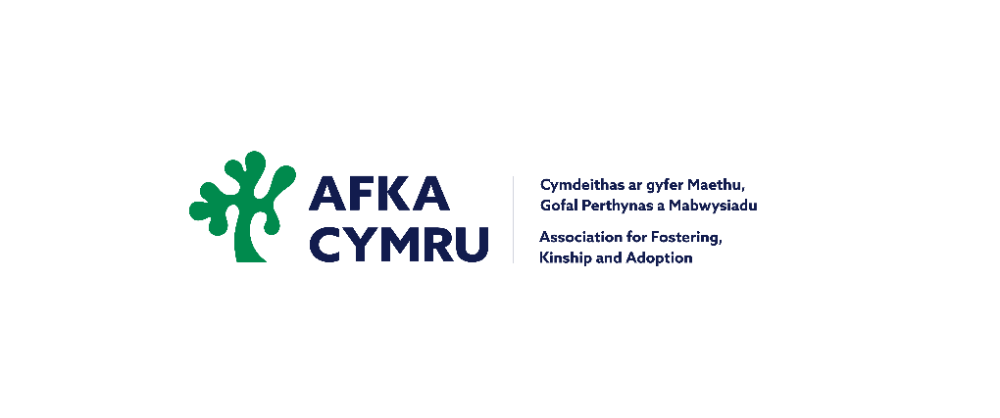 AFKA
CYMRU
Cymdeithas ar gyfer Maethu,
Gofal Perthynas a Mabwysiadu
Association for Fostering,
Kinship and Adoption